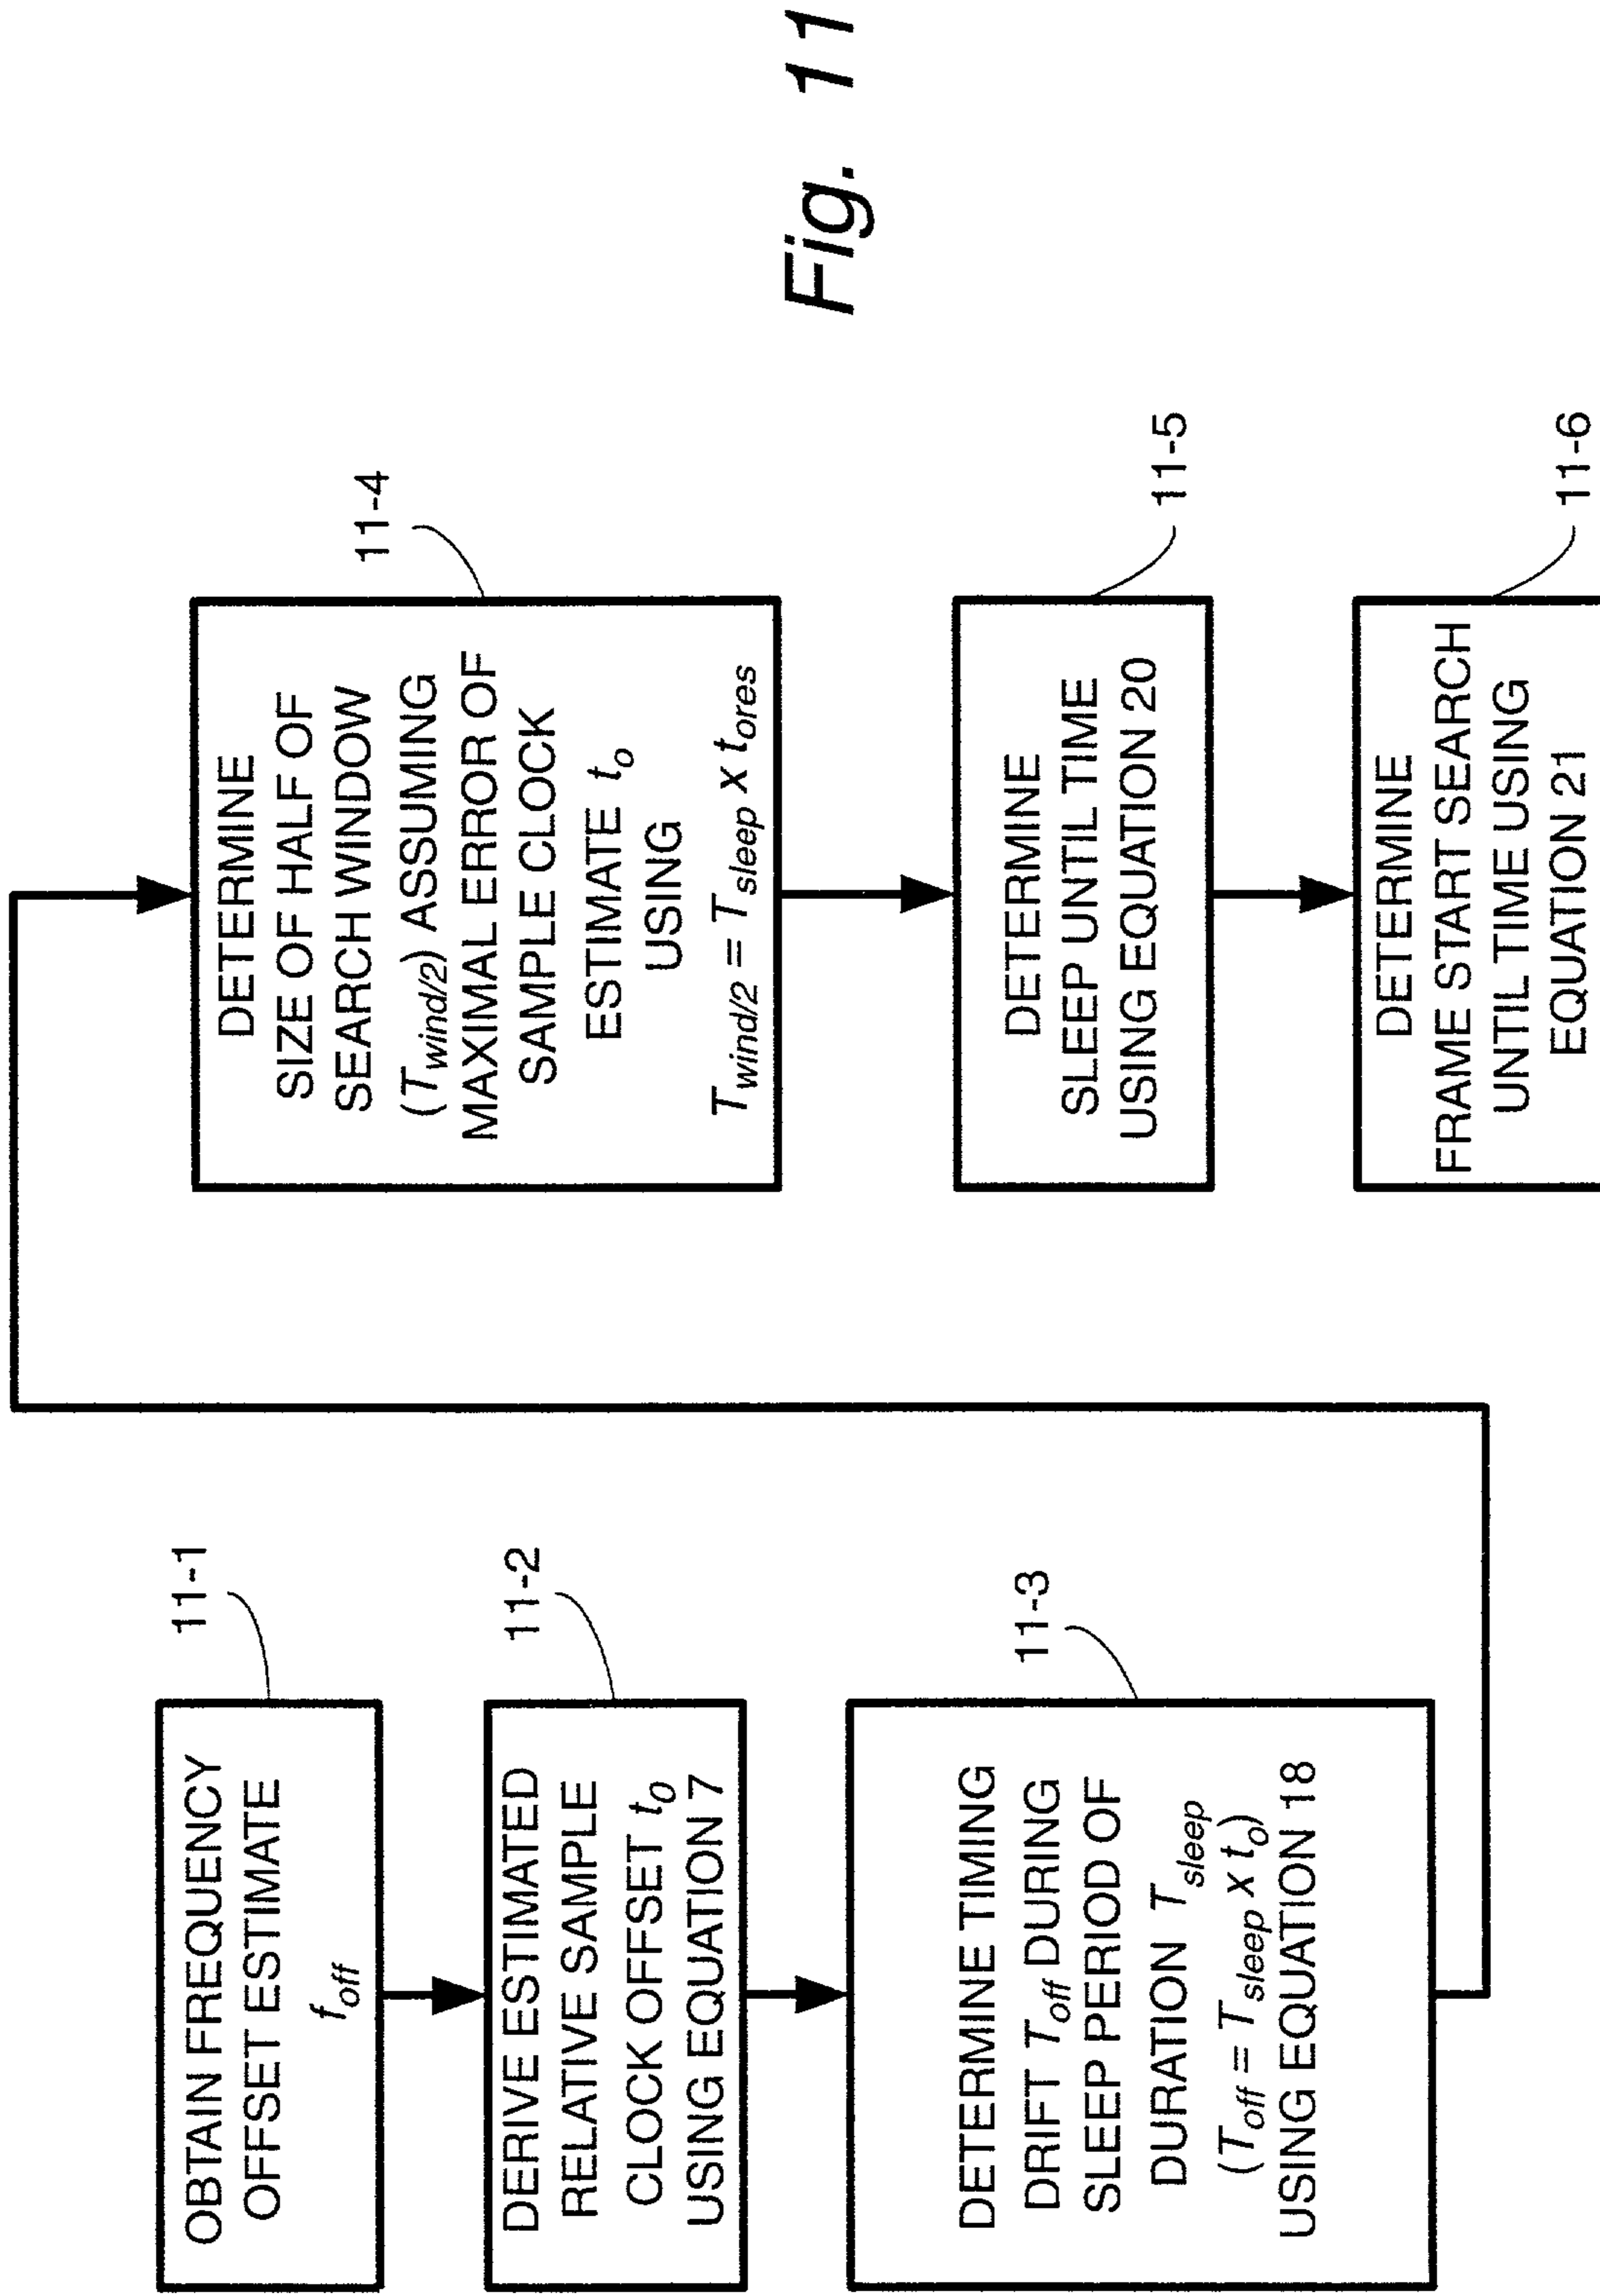 OBTAIN FREQUENCY
OFFSET ESTIMATE
f_off
11-1
DERIVE ESTIMATED
RELATIVE SAMPLE
CLOCK OFFSET t_0
USING EQUATION 7
11-2
DETERMINE TIMING
DRIFT T_off DURING
SLEEP PERIOD OF
DURATION T_sleep
(T_off = T_sleep x t_o)
USING EQUATION 18
11-3
DETERMINE
SIZE OF HALF OF
SEARCH WINDOW
(T_wind/2) ASSUMING
MAXIMAL ERROR OF
SAMPLE CLOCK
ESTIMATE t_o
USING
T_wind/2 = T_sleep x t_ores
11-4
DETERMINE
SLEEP UNTIL TIME
USING EQUATION 20
11-5
DETERMINE
FRAME START SEARCH
UNTIL TIME USING
EQUATION 21
11-6
Fig. 11